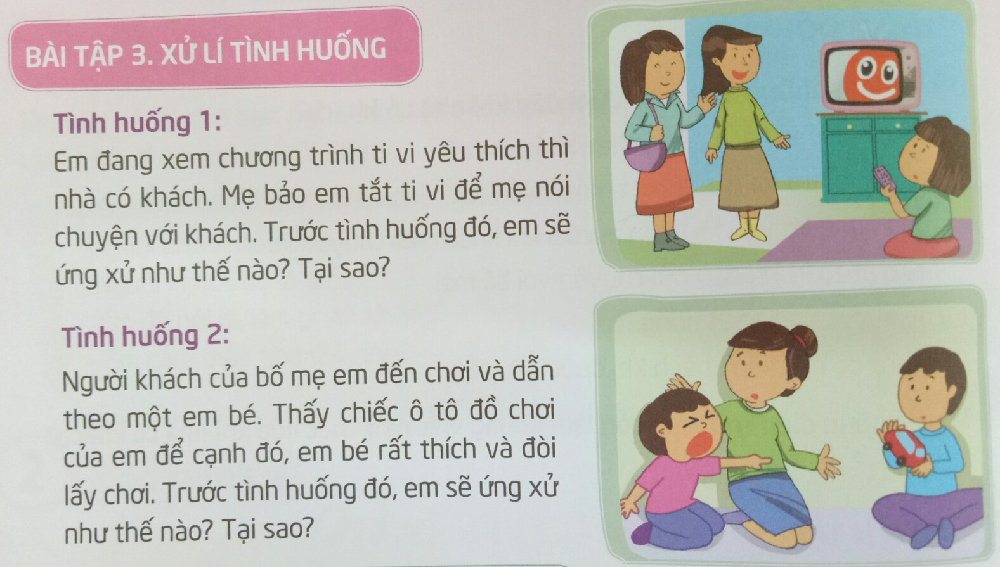 BÀI TẬP 3. XỬ LÍ TÌNH HUỐNG
Tình huống 1:
Em đang xem chương trình ti vi yêu thích thì
nhà có khách. Mẹ bảo em tắt ti vi để mẹ nói
chuyện với khách. Trước tình huống đó, em sẽ
ứng xử như thế nào? Tại sao?
Tình huống 2:
Người khách của bố mẹ em đến chơi và dẫn
theo một em bé. Thấy chiếc ô tô đồ chơi
của em để cạnh đó, em bé rất thích và đòi
lấy chơi. Trước tình huống đó, em sẽ ứng xử
như thế nào? Tại sao?